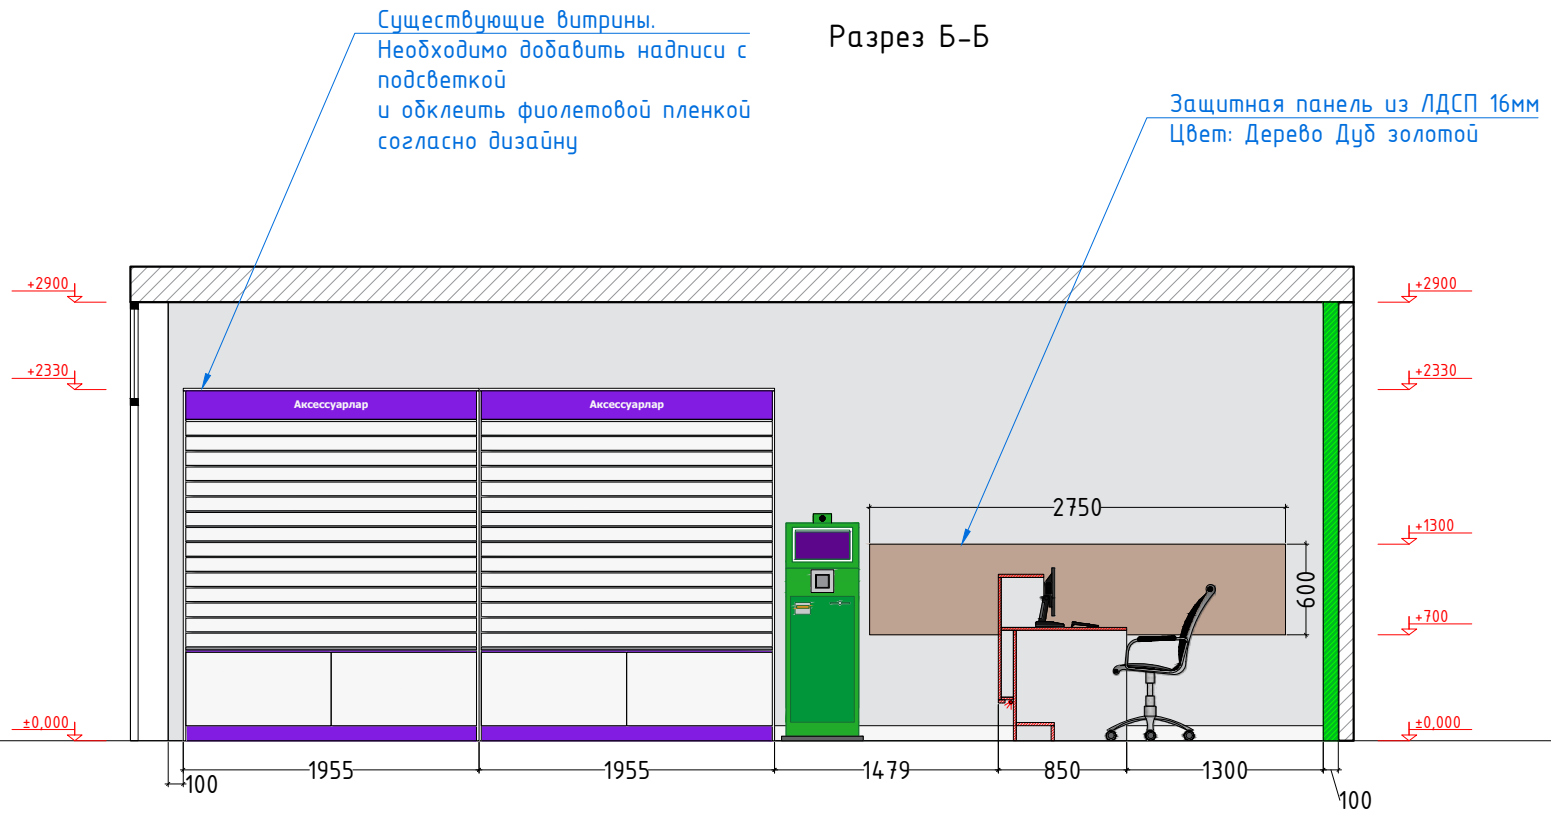 Существующие витрины.
Необходимо добавить надписи с
подсветкой
и обклеить фиолетовой пленкой
согласно дизайну
Разрез Б-Б
Защитная панель из ЛДСП 16мм
Цвет: Дерево Дуб золотой
+2900
+2900
+2330
+2330
Аксессуарлар
Аксессуарлар
2750
+1300
600
+700
±0,000
±0,000
1955
1955
1479
850
1300
100
100